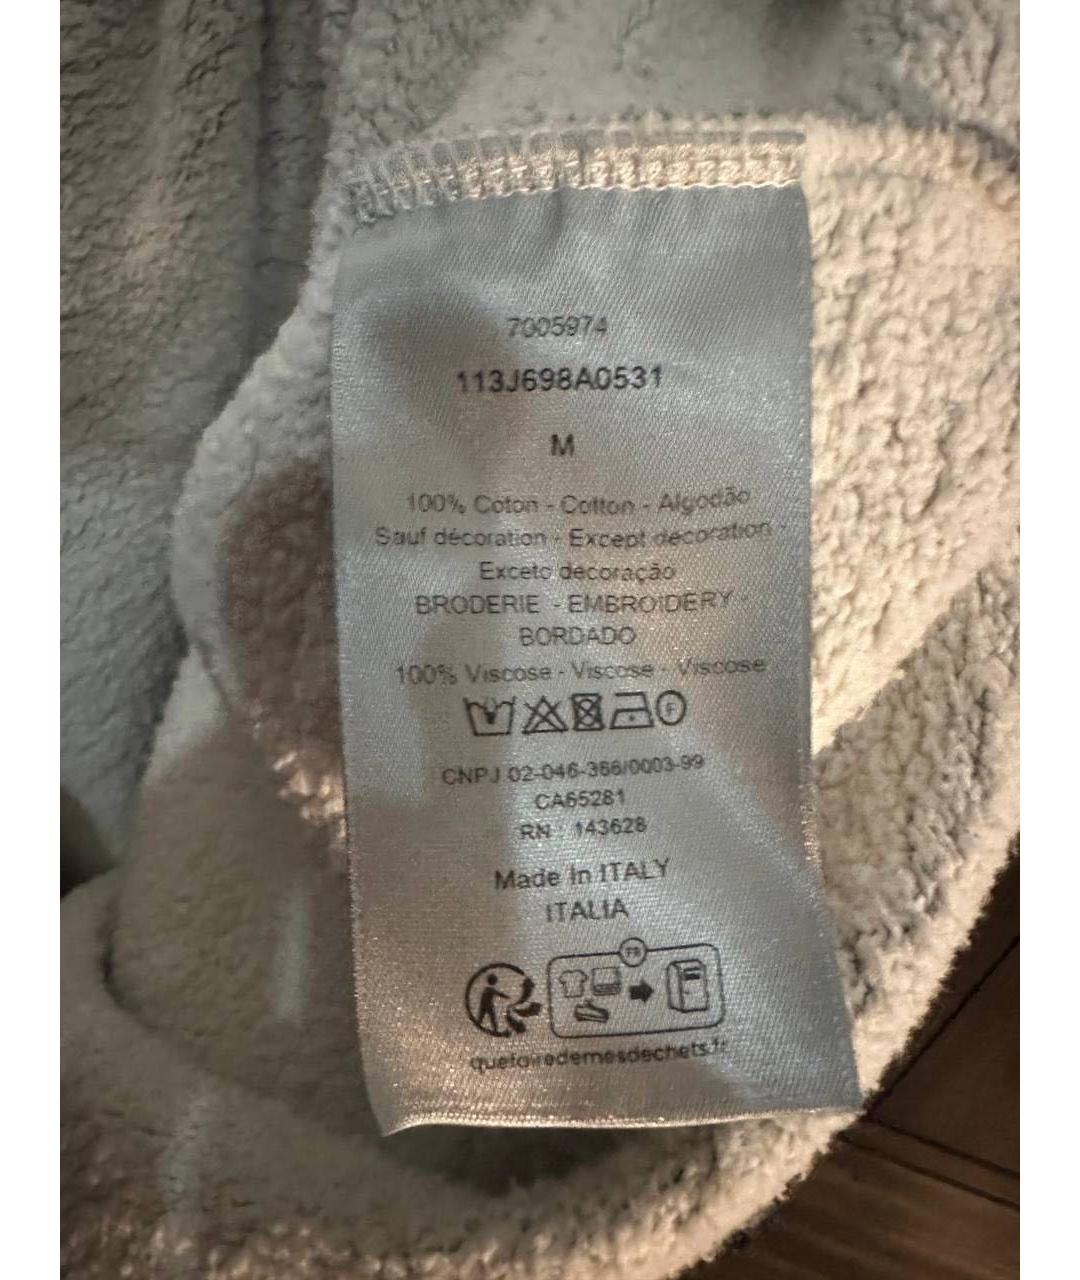 7005974
113J698A0531
M
100% Coton - Cotton - Algodão
Sauf décoration - Except decoration -
Exceto decoração
BRODERIE - EMBROIDERY -
BORDADO
100% Viscose - Viscose - Viscose
F
CNPJ 02-046-366/0003-99
CA65281
RN : 143628
Made In ITALY
ITALIA
FR
quefairedemesdechets.fr